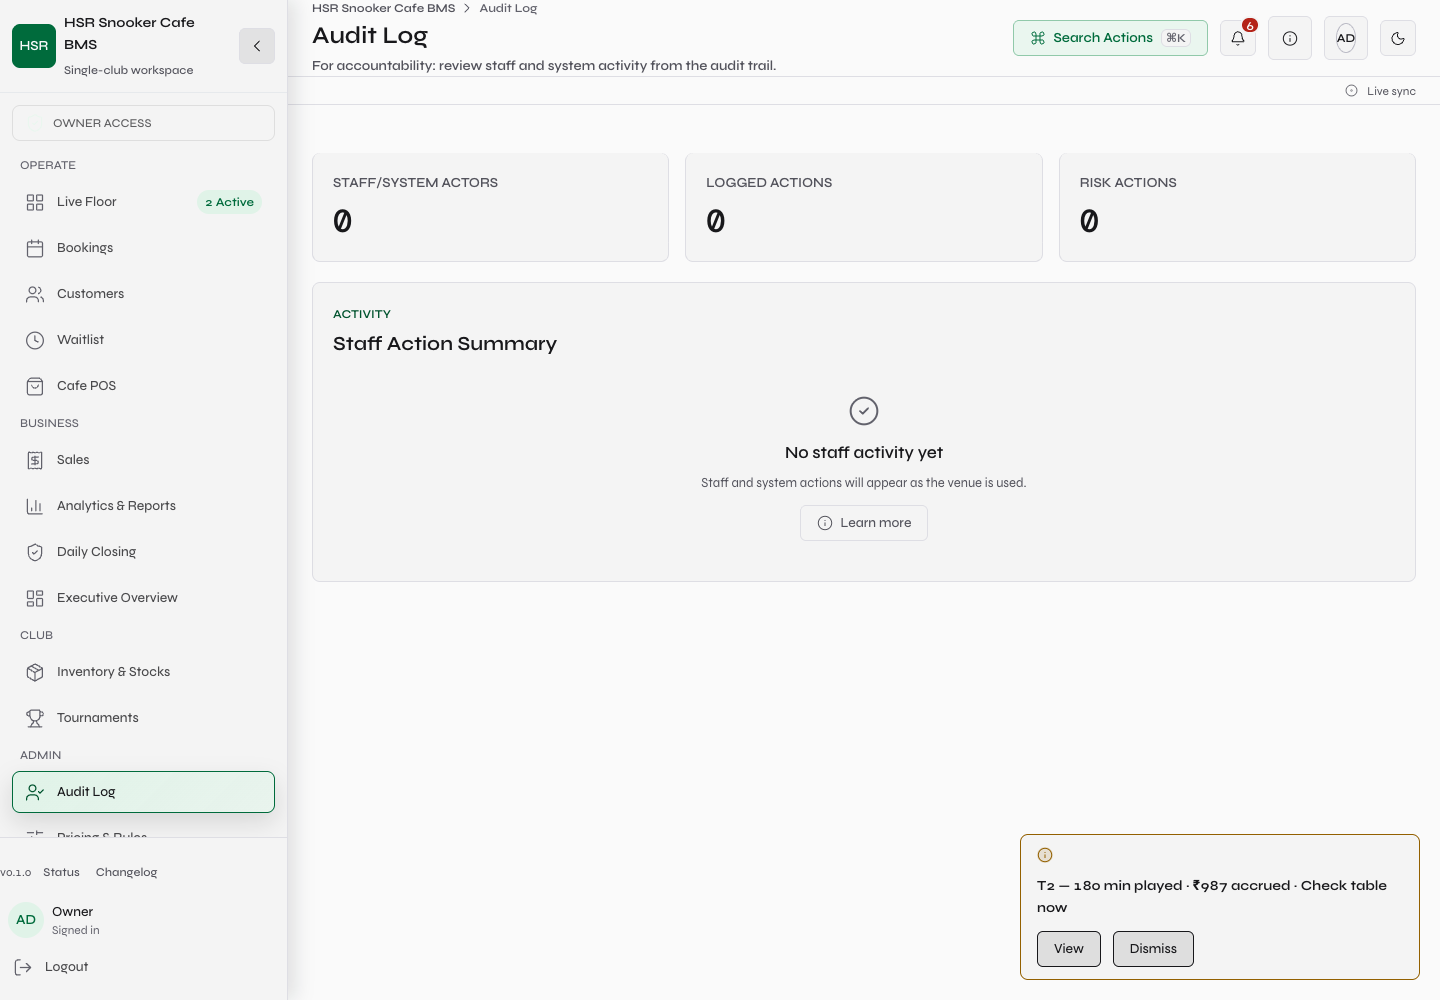 HSR
HSR Snooker Cafe
BMS
Single-club workspace
OWNER ACCESS
OPERATE
Live Floor
2 Active
Bookings
Customers
Waitlist
Cafe POS
BUSINESS
Sales
Analytics & Reports
Daily Closing
Executive Overview
CLUB
Inventory & Stocks
Tournaments
ADMIN
Audit Log
Pricing & Rules
v0.1.0
Status
Changelog
AD
Owner
Signed in
Logout
HSR Snooker Cafe BMS > Audit Log
Audit Log
For accountability: review staff and system activity from the audit trail.
Search Actions ⌘K
6
AD
Live sync
STAFF/SYSTEM ACTORS
0
LOGGED ACTIONS
0
RISK ACTIONS
0
ACTIVITY
Staff Action Summary
No staff activity yet
Staff and system actions will appear as the venue is used.
Learn more
T2 — 180 min played · ₹987 accrued · Check table
now
View
Dismiss